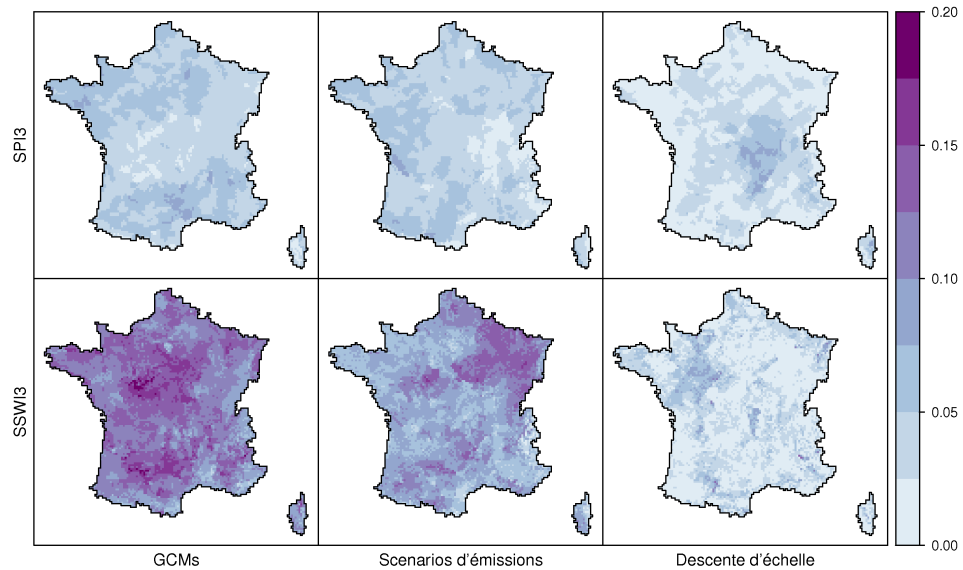 SPI3
SSWI3
GCMs
Scenarios d'émissions
Descente d'échelle
0.20
0.15
0.10
0.05
0.00